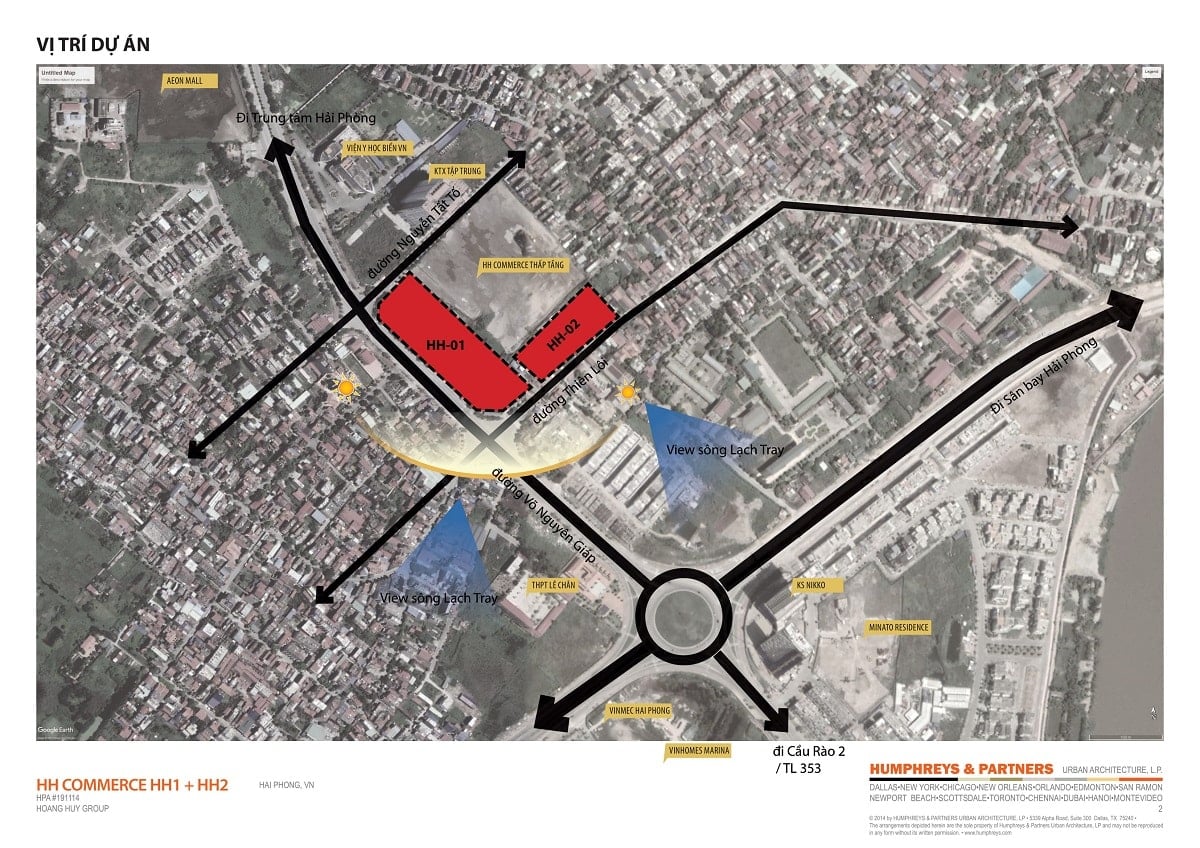 VỊ TRÍ DỰ ÁN
Untitled Map
Legend
AEON MALL
Đi Trung tâm Hải Phòng
VIỆN Y HỌC BIỂN VN
KTX TẬP TRUNG
đường Nguyễn Tất Tố
HH COMMERCE THẤP TẦNG
HH-01
HH-02
đường Thiên Lôi
Đi Sân bay Hải Phòng
View sông Lạch Tray
đường Võ Nguyên Giáp
View sông Lạch Tray
THPT LÊ CHÂN
KS NIKKO
MINATO RESIDENCE
VINMEC HAI PHONG
Google Earth
VINHOMES MARINA
đi Cầu Rào 2
/ TL 353
HH COMMERCE HH1 + HH2
HAI PHONG, VN
HPA #191114
HOANG HUY GROUP
HUMPHREYS & PARTNERS URBAN ARCHITECTURE, L.P.
DALLAS•NEW YORK•CHICAGO•NEW ORLEANS•ORLANDO•EDMONTON•SAN RAMON
NEWPORT BEACH•SCOTTSDALE•TORONTO•CHENNAI•DUBAI•HANOI•MONTEVIDEO
2
© 2014 by HUMPHREYS & PARTNERS URBAN ARCHITECTURE, LP • 5339 Alpha Road, Suite 300 Dallas, TX 75240 •
The arrangements depicted herein are the sole property of Humphreys & Partners Urban Architecture, LP and may not be reproduced
in any form without its written permission. • www.humphreys.com